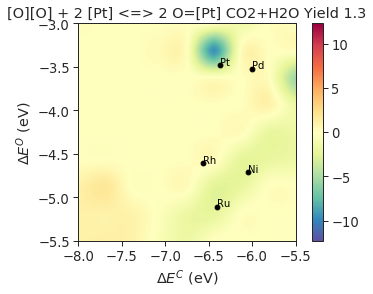 [O][O] + 2 [Pt] <=> 2 O=[Pt] CO2+H2O Yield 1.3
−3.0
−3.5
−4.0
−4.5
−5.0
−5.5
ΔE^O (eV)
Pt
Pd
Rh
Ni
Ru
−8.0 −7.5 −7.0 −6.5 −6.0 −5.5
ΔE^C (eV)
10
5
0
−5
−10